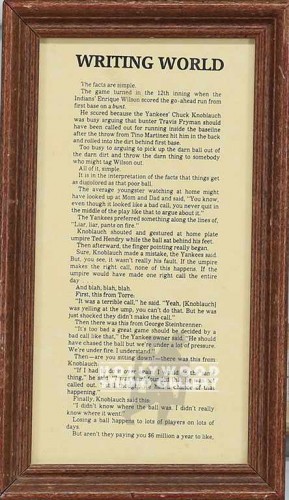 WRITING WORLD
The facts are simple.
The game turned in the 12th inning when the
Indians' Enrique Wilson scored the go-ahead run from
first base on a bunt.
He scored because the Yankees' Chuck Knoblauch
was busy arguing that bunter Travis Fryman should
have been called out for running inside the baseline
after the throw from Tino Martinez hit him in the back
and rolled into the dirt behind first base.
Too busy to arguing to pick up the darn ball out of
the darn dirt and throw the darn thing to somebody
who might tag Wilson out.
All of it, simple.
It is in the interpretation of the facts that things get
as discolored as that poor ball.
The average youngster watching at home might
have looked up at Mom and Dad and said, "You know,
even though it looked like a bad call, you never quit in
the middle of the play like that to argue about it."
The Yankees preferred something along the lines of,
"Liar, liar, pants on fire."
Knoblauch shouted and gestured at home plate
umpire Ted Hendry while the ball sat behind his feet.
Then afterward, the finger pointing really began.
Sure, Knoblauch made a mistake, the Yankees said.
But, you see, it wasn't really his fault. If the umpire
makes the right call, none of this happens. If the
umpire would have made one right call the entire
day
And blah, blah, blah.
First, this from Torre:
"It was a terrible call," he said. "Yeah, [Knoblauch]
was yelling at the ump, you can't do that. But he was
just shocked they didn't make the call."
Then there was this from George Steinbrenner:
"It's too bad a great game should be decided by a
bad call like that," the Yankee owner said. "He should
have chased the ball but we're under a lot of pressure.
We're under fire. I understand."
Then—are you sitting down?—there was this from
Knoblauch:
"If I had
thing," he
called out. of this
happening."
Finally, Knoblauch said this:
"I didn't know where the ball was. I didn't really
know where it went."
Losing a ball happens to lots of players on lots of
days.
But aren't they paying you $6 million a year to like,
HOLLYWOOD